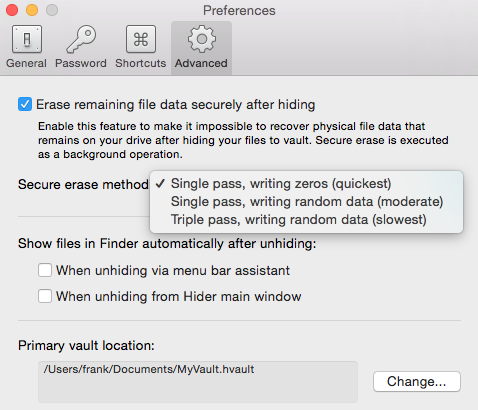 Preferences
General Password Shortcuts Advanced
Erase remaining file data securely after hiding
Enable this feature to make it impossible to recover physical file data that
remains on your drive after hiding your files to vault. Secure erase is executed
as a background operation.
Secure erase method
✓ Single pass, writing zeros (quickest)
Single pass, writing random data (moderate)
Triple pass, writing random data (slowest)
Show files in Finder automatically after unhiding:
When unhiding via menu bar assistant
When unhiding from Hider main window
Primary vault location:
/Users/frank/Documents/MyVault.hvault
Change...